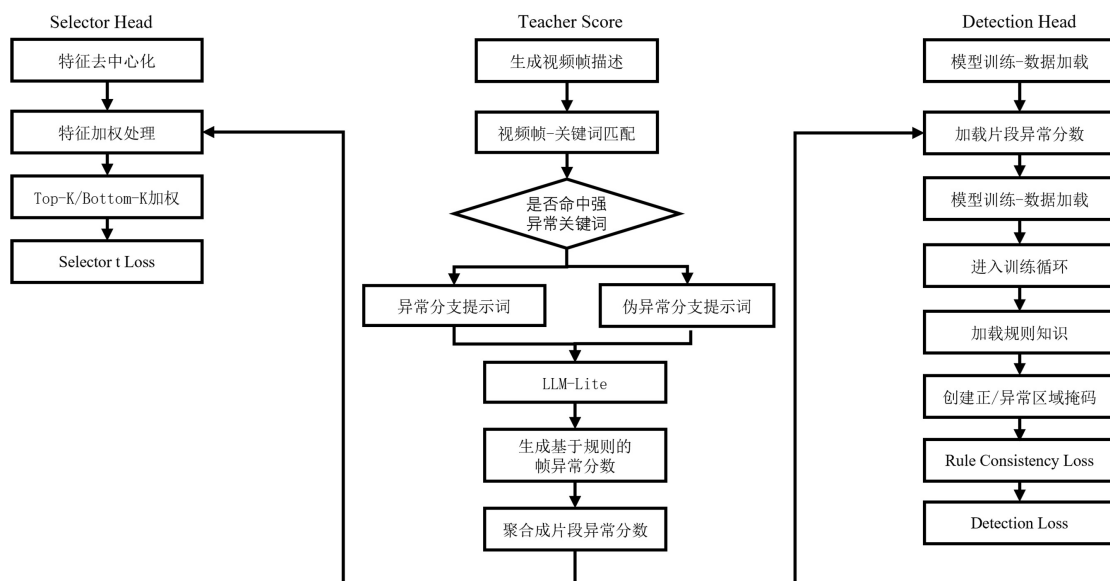 Selector Head
特征去中心化
特征加权处理
Top-K/Bottom-K加权
Selector t Loss
Teacher Score
生成视频帧描述
视频帧-关键词匹配
是否命中强
异常关键词
异常分支提示词
伪异常分支提示词
LLM-Lite
生成基于规则的
帧异常分数
聚合成片段异常分数
Detection Head
模型训练-数据加载
加载片段异常分数
模型训练-数据加载
进入训练循环
加载规则知识
创建正/异常区域掩码
Rule Consistency Loss
Detection Loss